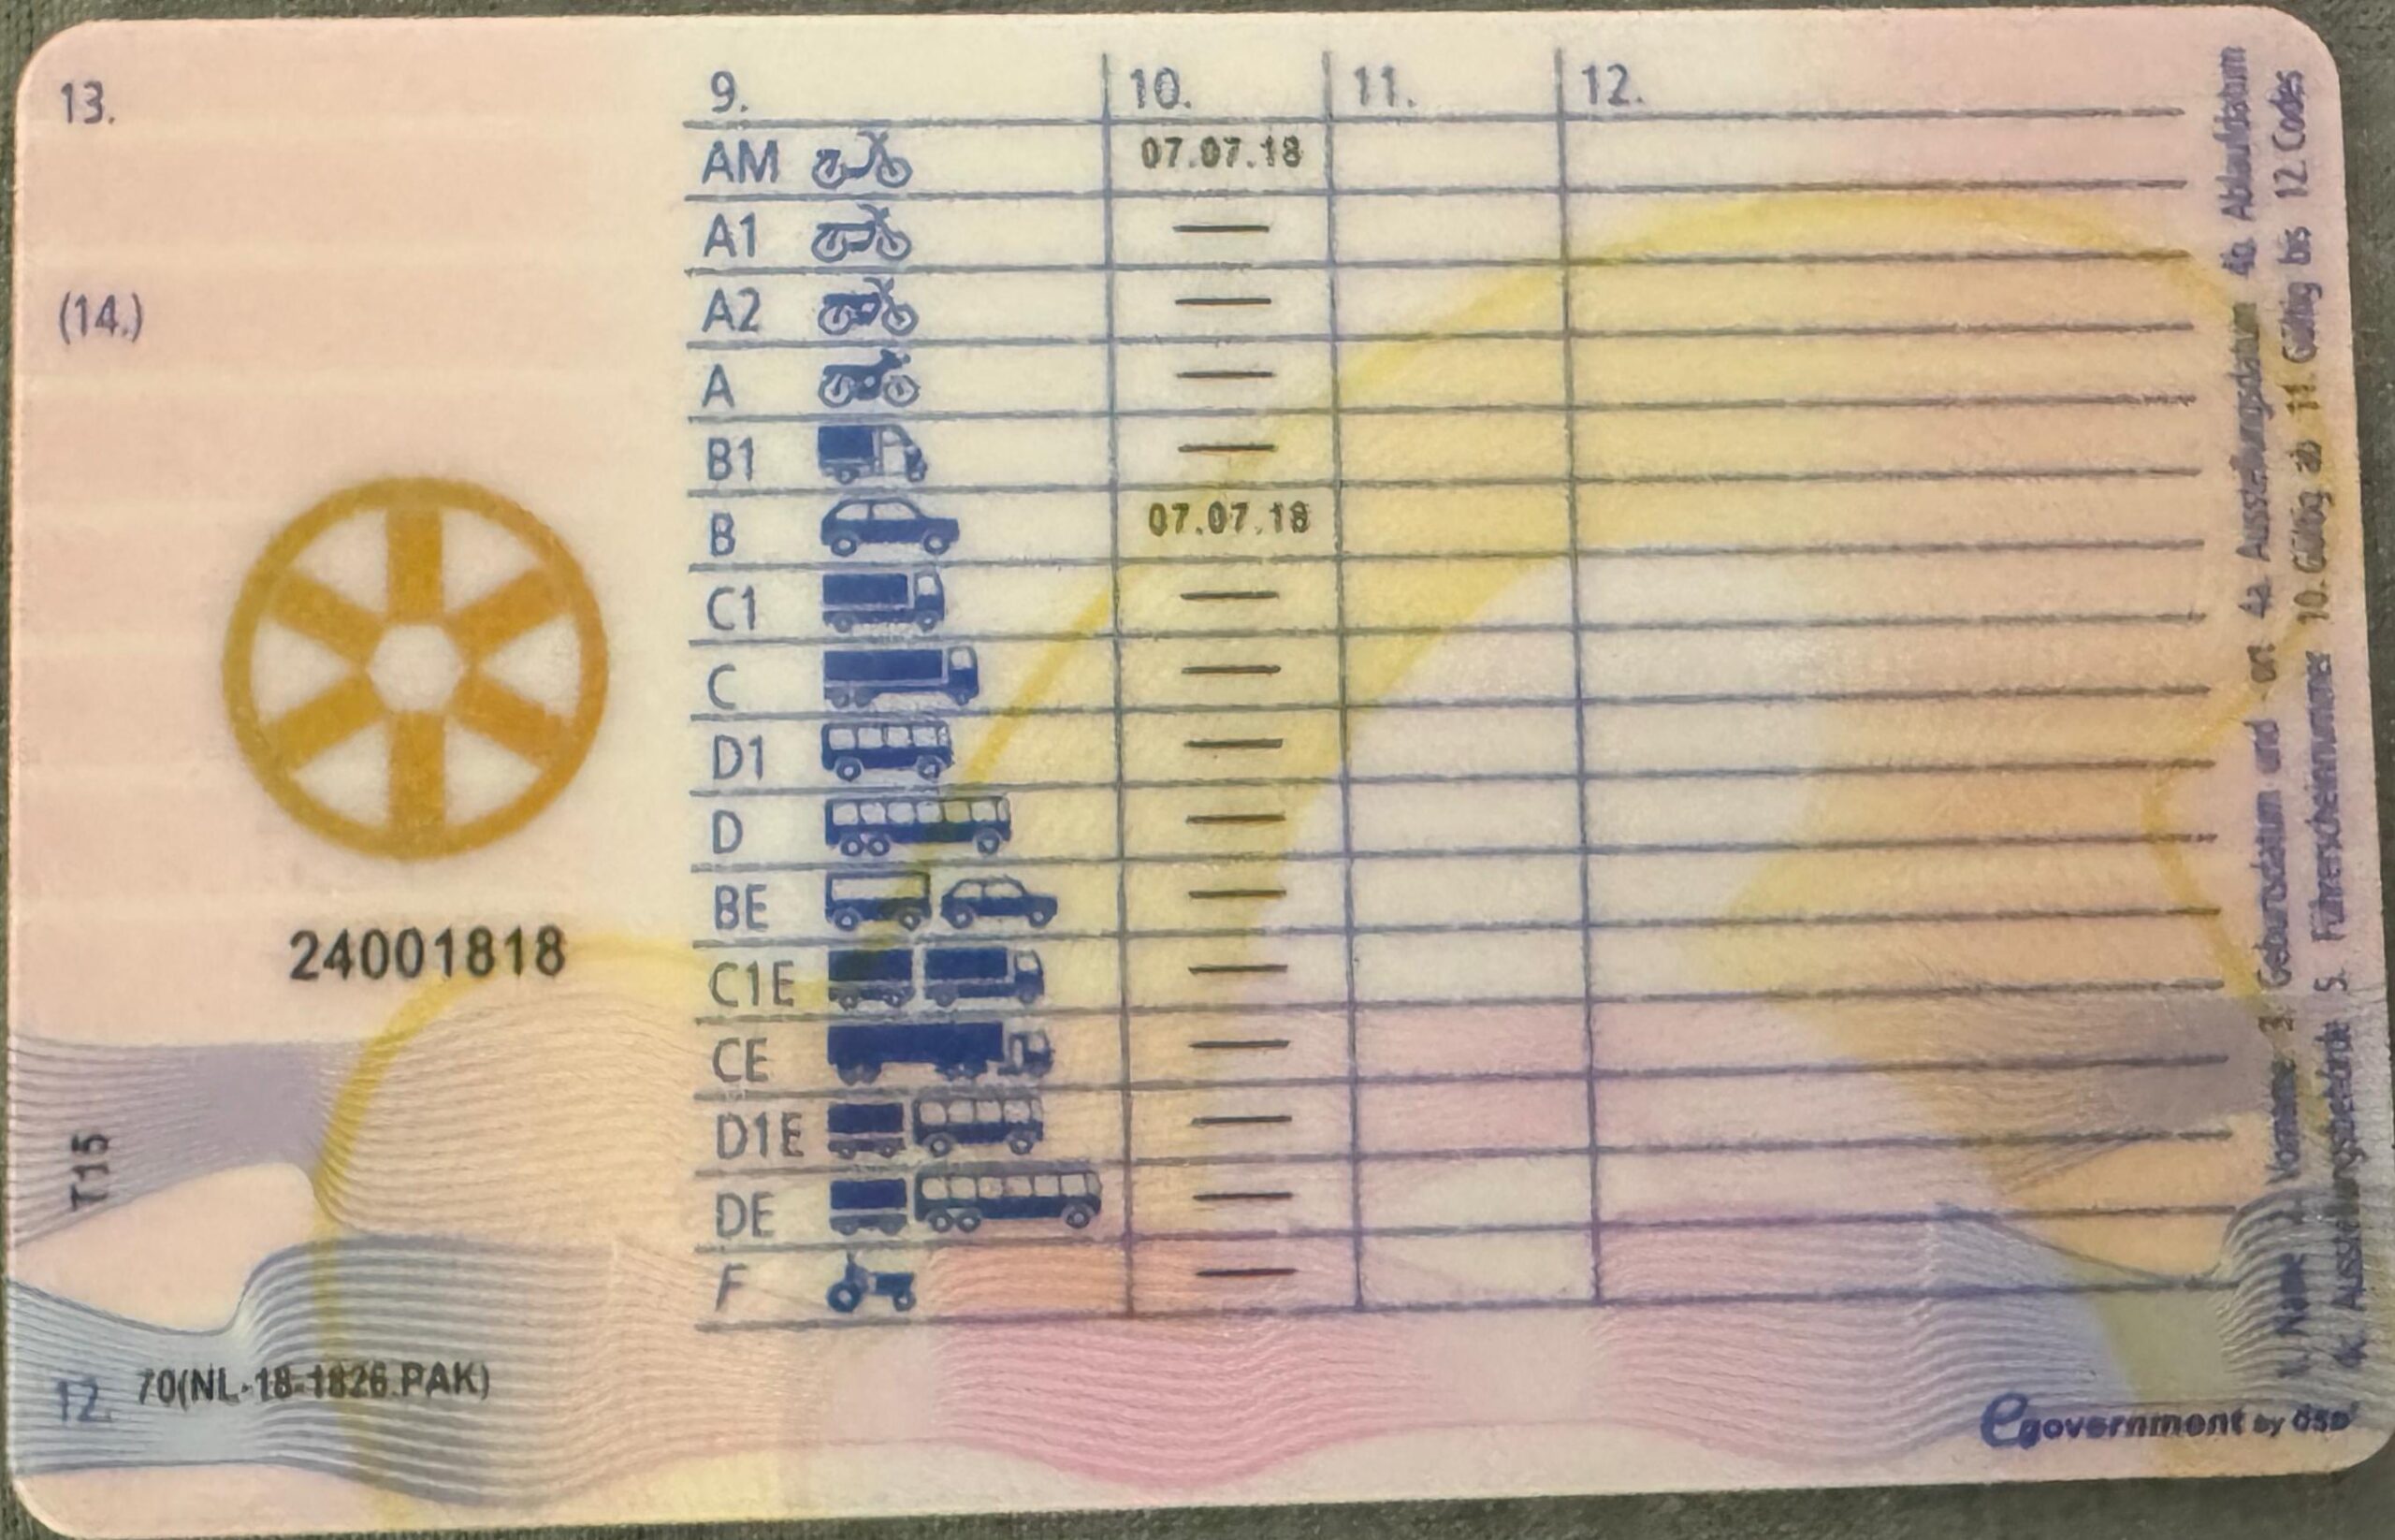 13.
(14.)
9. 10. 11. 12.
AM 07.07.18
A1 —
A2 —
A —
B1 —
B 07.07.18
C1 —
C —
D1 —
D —
BE —
C1E —
CE —
D1E —
DE —
F —
24001818
T15
12. 70(NL-18-1826.PAK)
1. Name 2. Vorname 3. Geburtsdatum und -ort 4a. Ausstellungsdatum 4b. Ablaufdatum
4c. Ausstellungsbehörde 5. Führerscheinnummer 10. Gültig ab 11. Gültig bis 12. Codes
egovernment by ösd